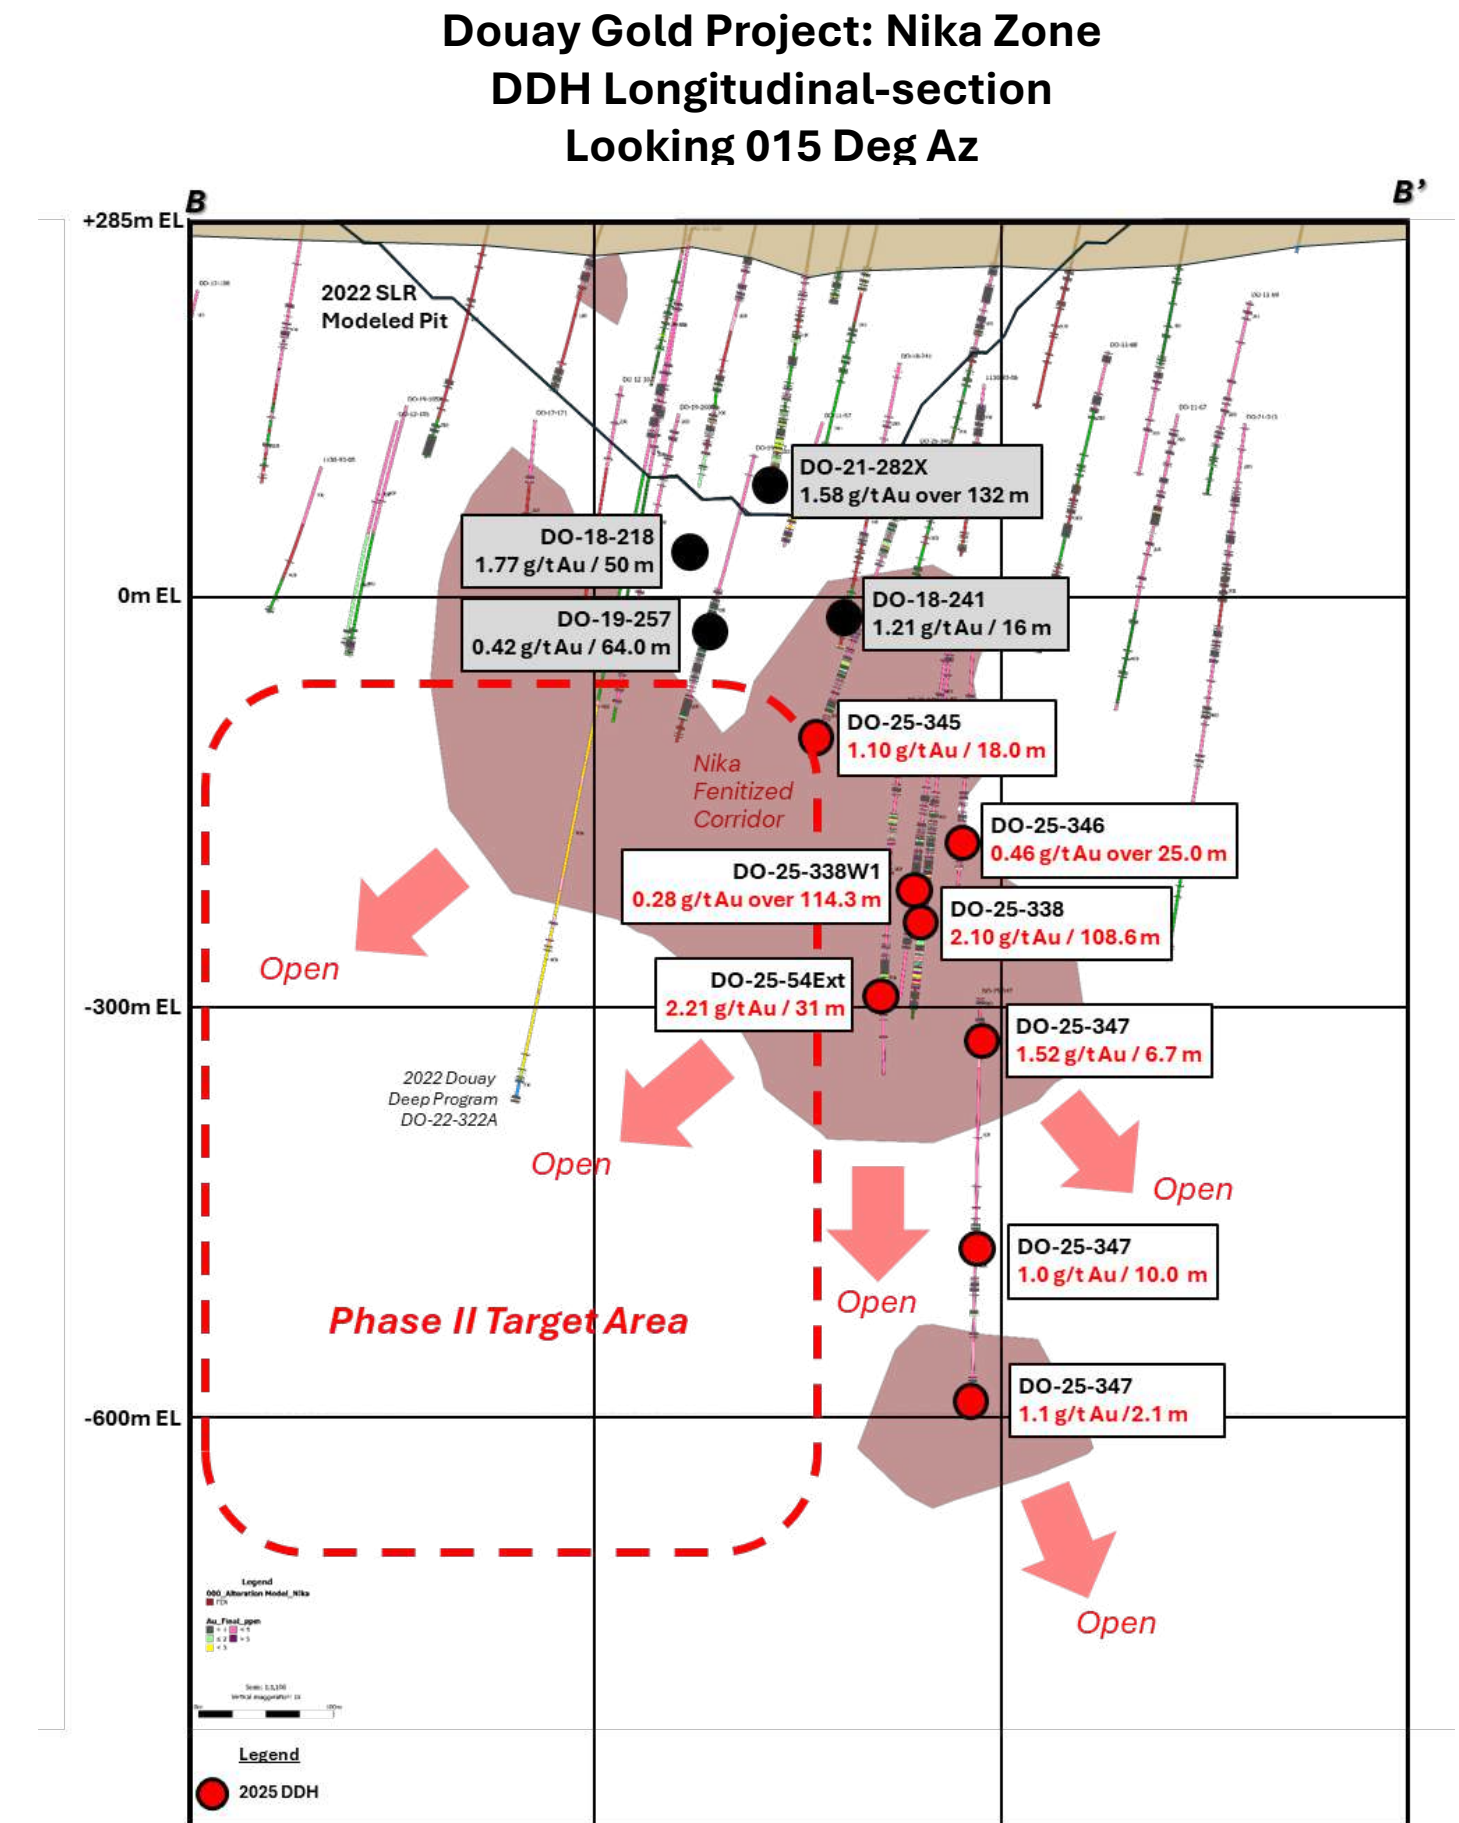 Douay Gold Project: Nika Zone
DDH Longitudinal-section
Looking 015 Deg Az
B
B’
+285m EL
2022 SLR
Modeled Pit
DO-21-282X
1.58 g/t Au over 132 m
DO-18-218
1.77 g/t Au / 50 m
0m EL
DO-18-241
1.21 g/t Au / 16 m
DO-19-257
0.42 g/t Au / 64.0 m
DO-25-345
1.10 g/t Au / 18.0 m
Nika
Fenitized
Corridor
DO-25-346
0.46 g/t Au over 25.0 m
DO-25-338W1
0.28 g/t Au over 114.3 m
DO-25-338
2.10 g/t Au / 108.6m
Open
DO-25-54Ext
2.21 g/t Au / 31 m
-300m EL
DO-25-347
1.52 g/t Au / 6.7 m
2022 Douay
Deep Program
DO-22-322A
Open
Open
DO-25-347
1.0 g/t Au / 10.0 m
Open
Phase II Target Area
DO-25-347
1.1 g/t Au /2.1 m
-600m EL
Open
Legend
000_Alteration Model_Nika
FEN
Au_Final_ppm
Legend
2025 DDH